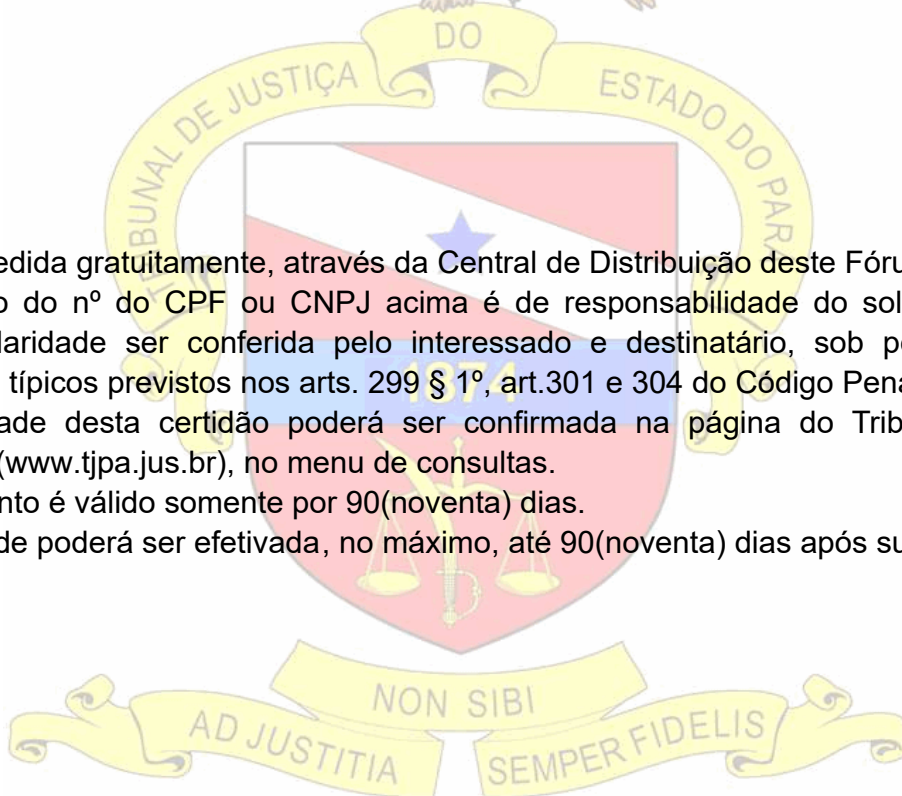 DO
TRIBUNAL DE JUSTIÇA
ESTADO DO PARÁ
edida gratuitamente, através da Central de Distribuição deste Fóru
o do nº do CPF ou CNPJ acima é de responsabilidade do sol
laridade ser conferida pelo interessado e destinatário, sob p
típicos previstos nos arts. 299 § 1º, art.301 e 304 do Código Pena
1874
ade desta certidão poderá ser confirmada na página do Trib
(www.tjpa.jus.br), no menu de consultas.
nto é válido somente por 90(noventa) dias.
de poderá ser efetivada, no máximo, até 90(noventa) dias após su
NON SIBI
AD JUSTITIA
SEMPER FIDELIS